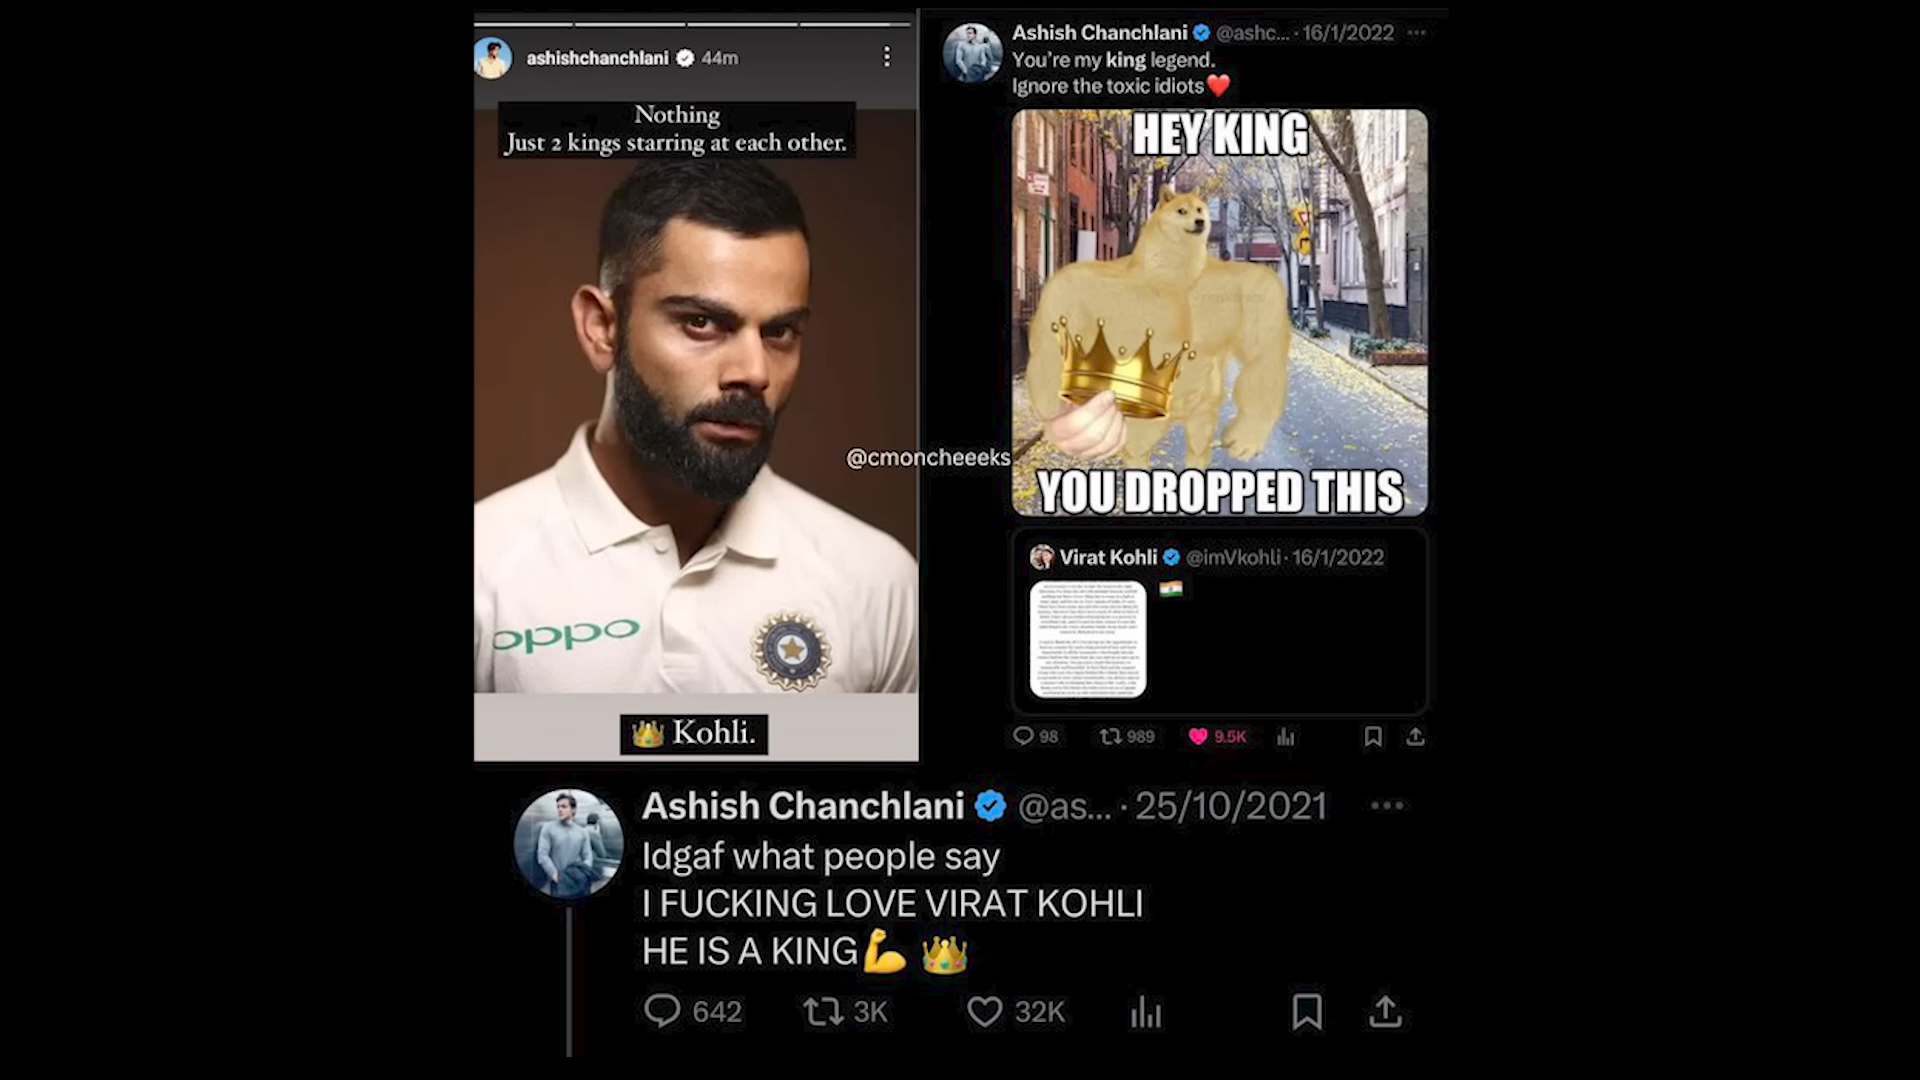 ashishchanchlani 44m
Nothing
Just 2 kings starring at each other.
oppo
👑 Kohli.
@cmoncheeeks
Ashish Chanchlani @ashc... · 16/1/2022 ···
You're my king legend.
Ignore the toxic idiots❤️
HEY KING
YOU DROPPED THIS
Virat Kohli @imVkohli · 16/1/2022
🇮🇳
98 989 9.5K
Ashish Chanchlani @as... · 25/10/2021 ···
Idgaf what people say
I FUCKING LOVE VIRAT KOHLI
HE IS A KING💪 👑
642 3K 32K